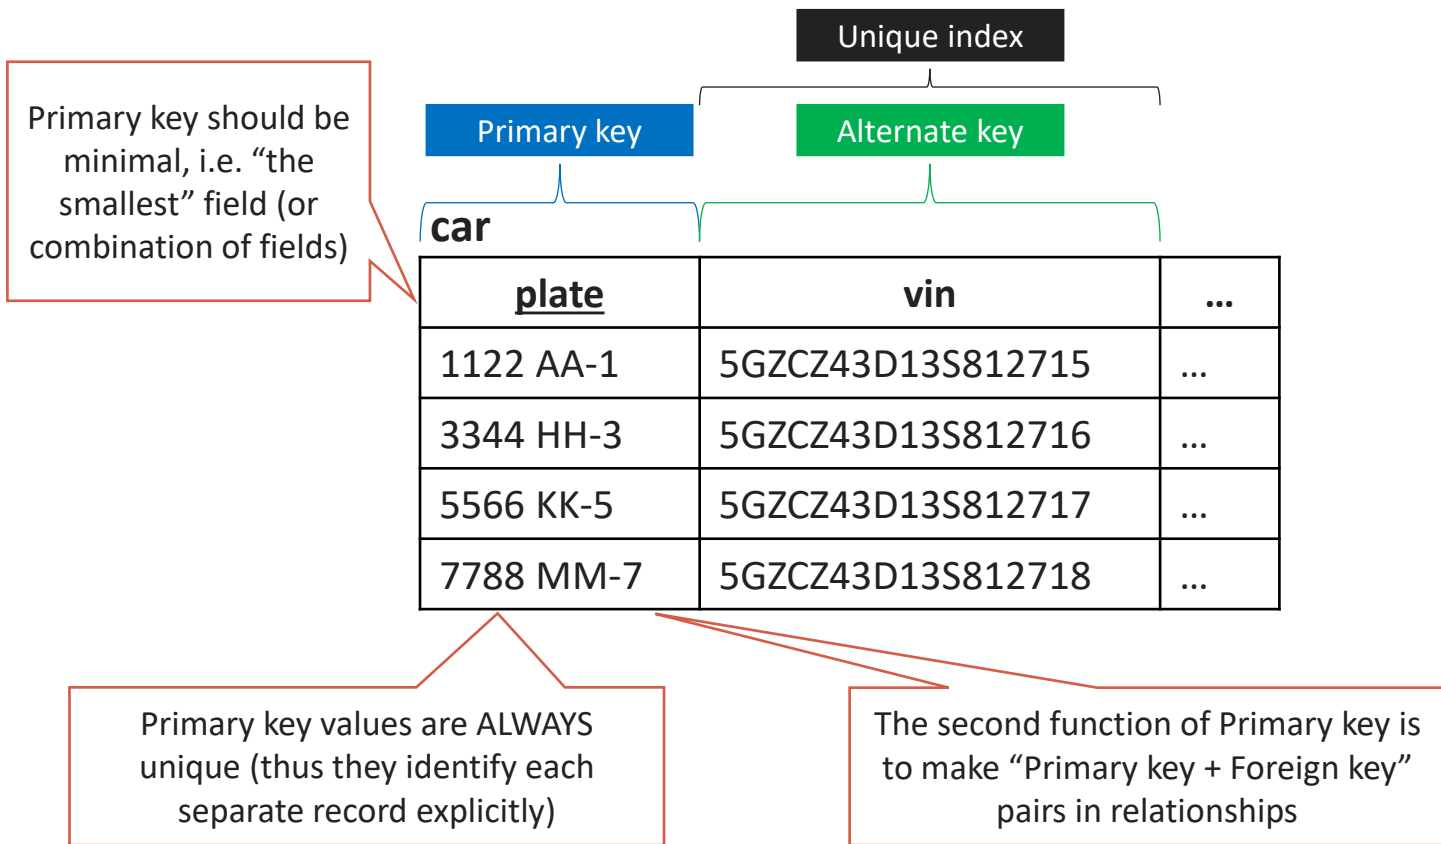 Unique index
Primary key should be
minimal, i.e. “the
smallest” field (or
combination of fields)
Primary key
Alternate key
car
plate vin ...
1122 AA-1 5GZCZ43D13S812715 ...
3344 HH-3 5GZCZ43D13S812716 ...
5566 KK-5 5GZCZ43D13S812717 ...
7788 MM-7 5GZCZ43D13S812718 ...
Primary key values are ALWAYS
unique (thus they identify each
separate record explicitly)
The second function of Primary key is
to make “Primary key + Foreign key”
pairs in relationships